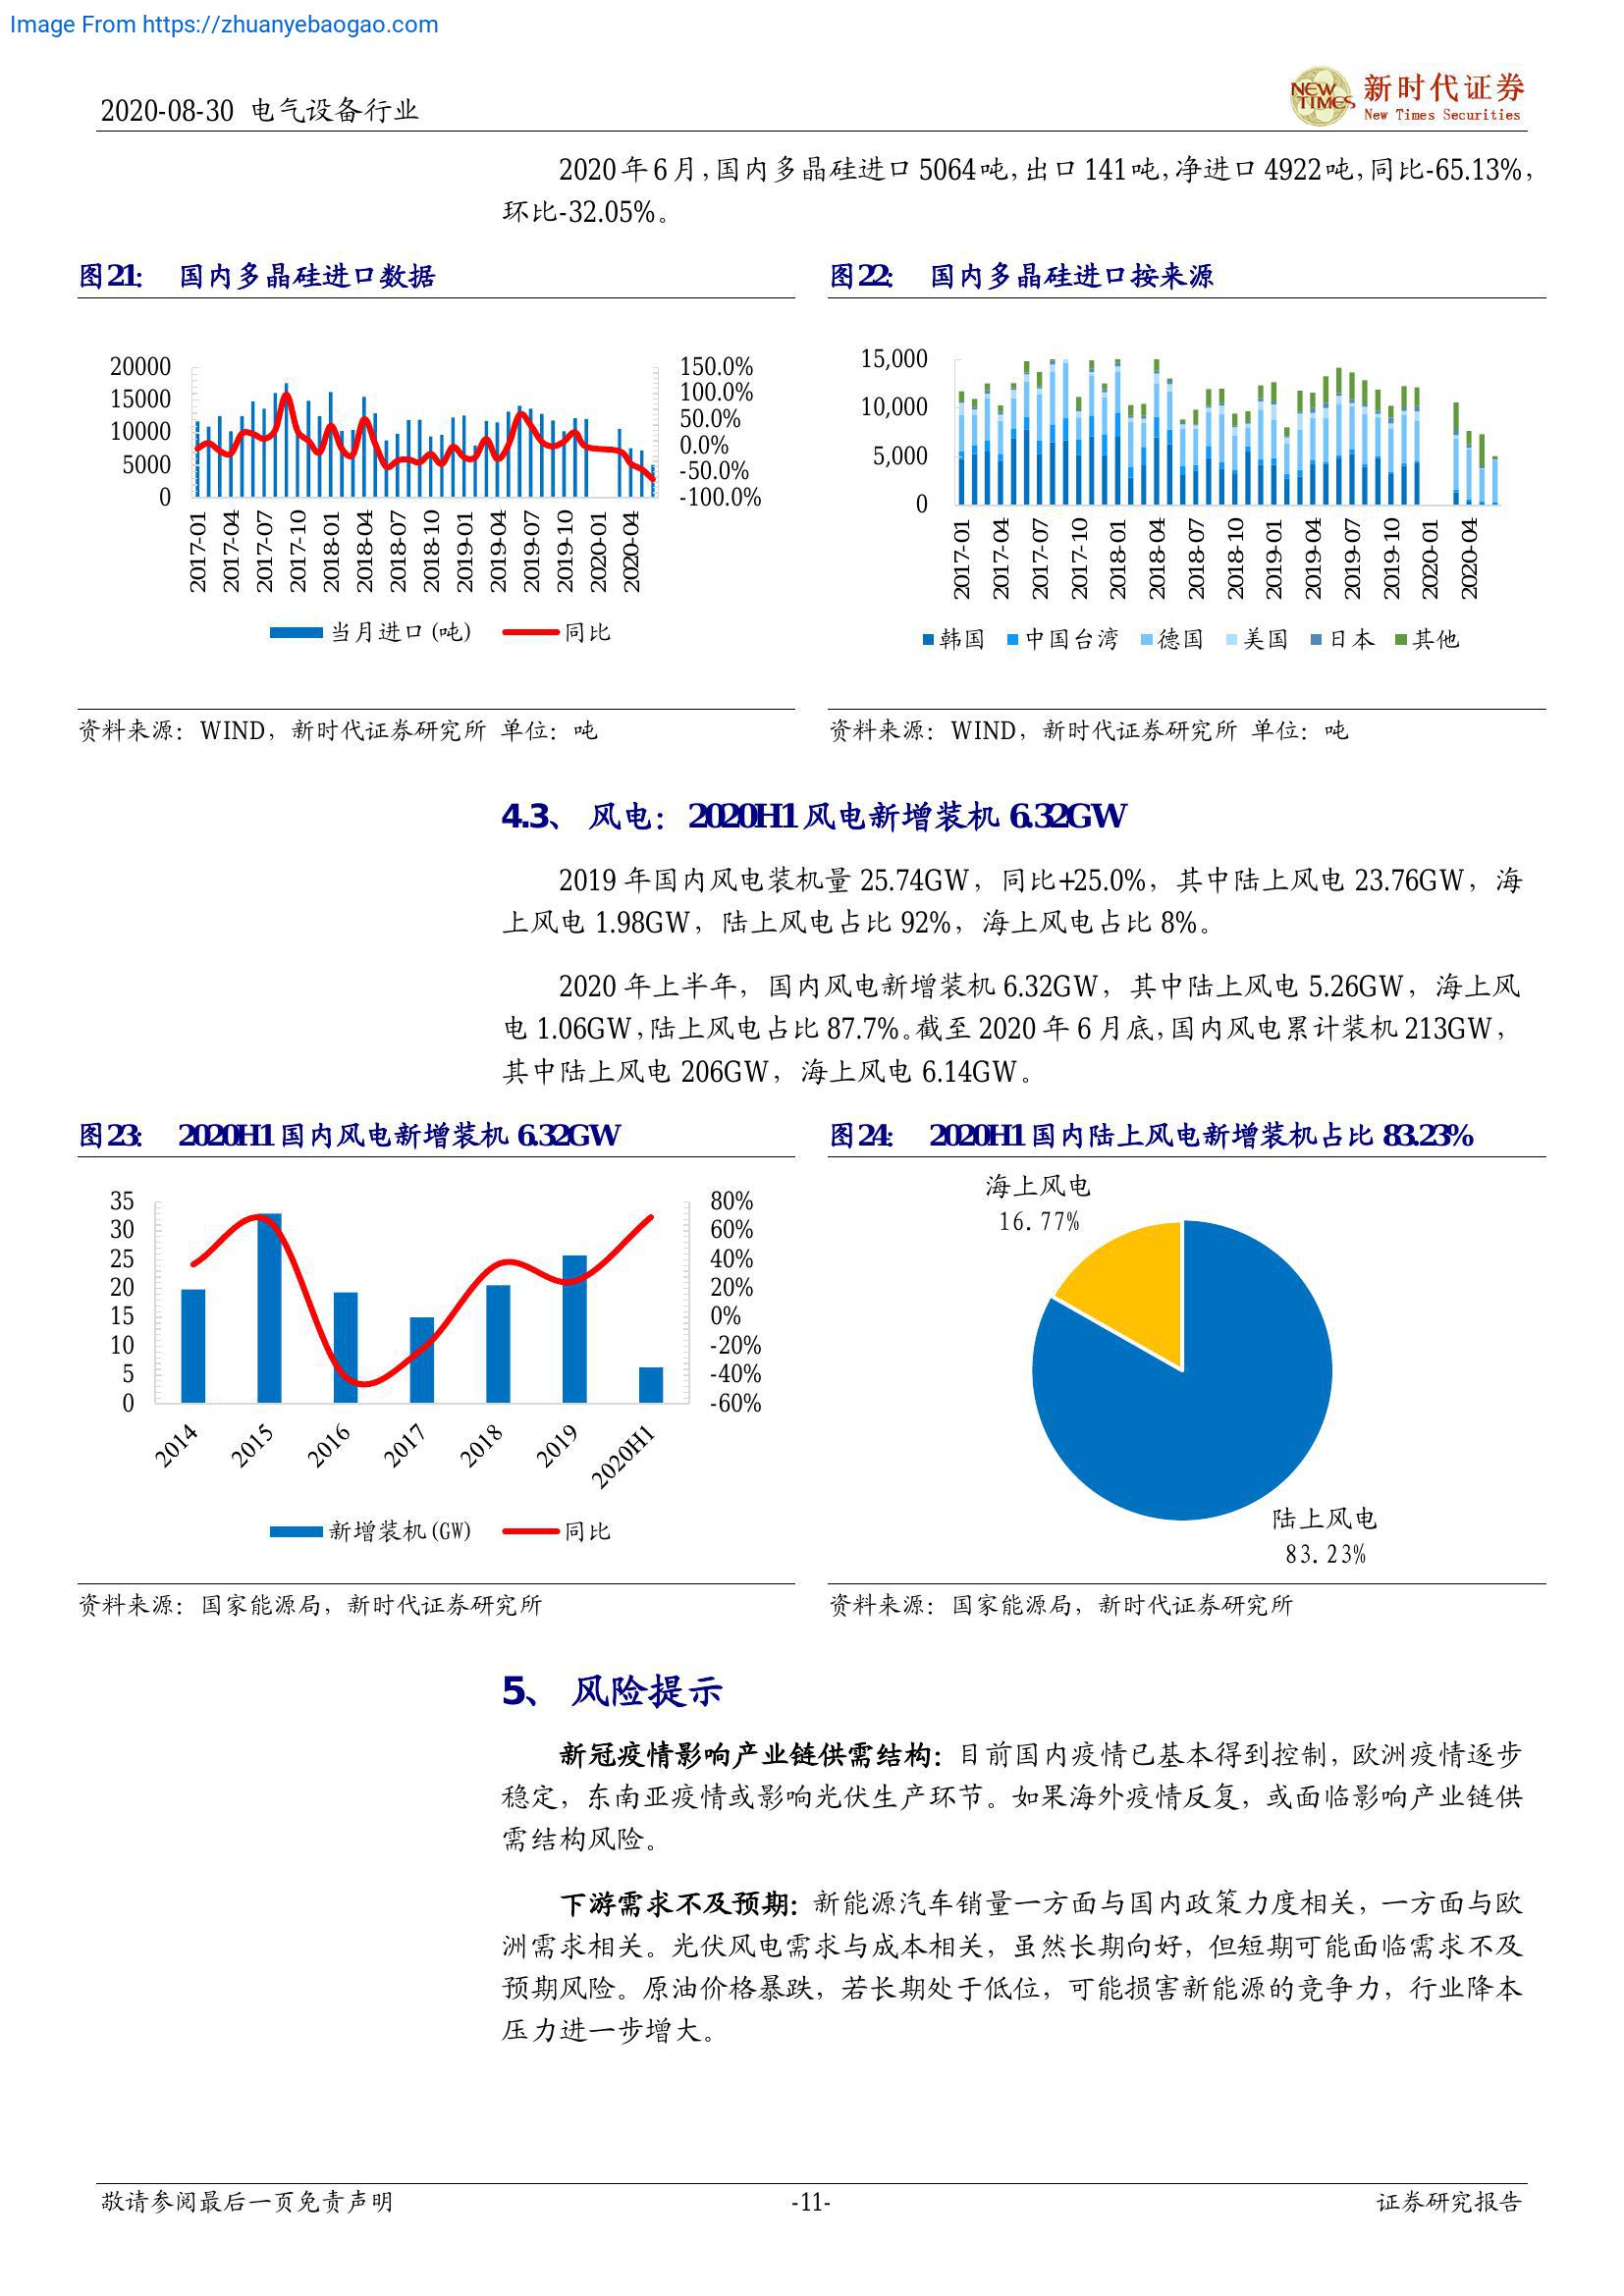 Image From https://zhuanyebaogao.com
2020-08-30 电气设备行业
NEW TIMES
新时代证券
New Times Securities
2020年6月，国内多晶硅进口5064吨，出口141吨，净进口4922吨，同比-65.13%，
环比-32.05%。
图21： 国内多晶硅进口数据
20000
15000
10000
5000
0
150.0%
100.0%
50.0%
0.0%
-50.0%
-100.0%
2017-01
2017-04
2017-07
2017-10
2018-01
2018-04
2018-07
2018-10
2019-01
2019-04
2019-07
2019-10
2020-01
2020-04
当月进口(吨) 同比
资料来源：WIND，新时代证券研究所 单位：吨
图22： 国内多晶硅进口按来源
15,000
10,000
5,000
0
2017-01
2017-04
2017-07
2017-10
2018-01
2018-04
2018-07
2018-10
2019-01
2019-04
2019-07
2019-10
2020-01
2020-04
韩国 中国台湾 德国 美国 日本 其他
资料来源：WIND，新时代证券研究所 单位：吨
4.3、 风电：2020H1风电新增装机6.32GW
2019年国内风电装机量25.74GW，同比+25.0%，其中陆上风电23.76GW，海
上风电1.98GW，陆上风电占比92%，海上风电占比8%。
2020年上半年，国内风电新增装机6.32GW，其中陆上风电5.26GW，海上风
电1.06GW，陆上风电占比87.7%。截至2020年6月底，国内风电累计装机213GW，
其中陆上风电206GW，海上风电6.14GW。
图23： 2020H1国内风电新增装机6.32GW
35
30
25
20
15
10
5
0
80%
60%
40%
20%
0%
-20%
-40%
-60%
2014
2015
2016
2017
2018
2019
2020H1
新增装机(GW) 同比
资料来源：国家能源局，新时代证券研究所
图24： 2020H1国内陆上风电新增装机占比83.23%
海上风电
16.77%
陆上风电
83.23%
资料来源：国家能源局，新时代证券研究所
5、 风险提示
新冠疫情影响产业链供需结构：目前国内疫情已基本得到控制，欧洲疫情逐步
稳定，东南亚疫情或影响光伏生产环节。如果海外疫情反复，或面临影响产业链供
需结构风险。
下游需求不及预期：新能源汽车销量一方面与国内政策力度相关，一方面与欧
洲需求相关。光伏风电需求与成本相关，虽然长期向好，但短期可能面临需求不及
预期风险。原油价格暴跌，若长期处于低位，可能损害新能源的竞争力，行业降本
压力进一步增大。
敬请参阅最后一页免责声明
-11-
证券研究报告